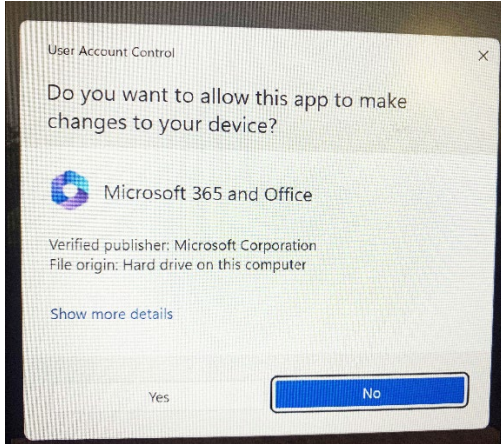 User Account Control
Do you want to allow this app to make
changes to your device?
Microsoft 365 and Office
Verified publisher: Microsoft Corporation
File origin: Hard drive on this computer
Show more details
Yes
No